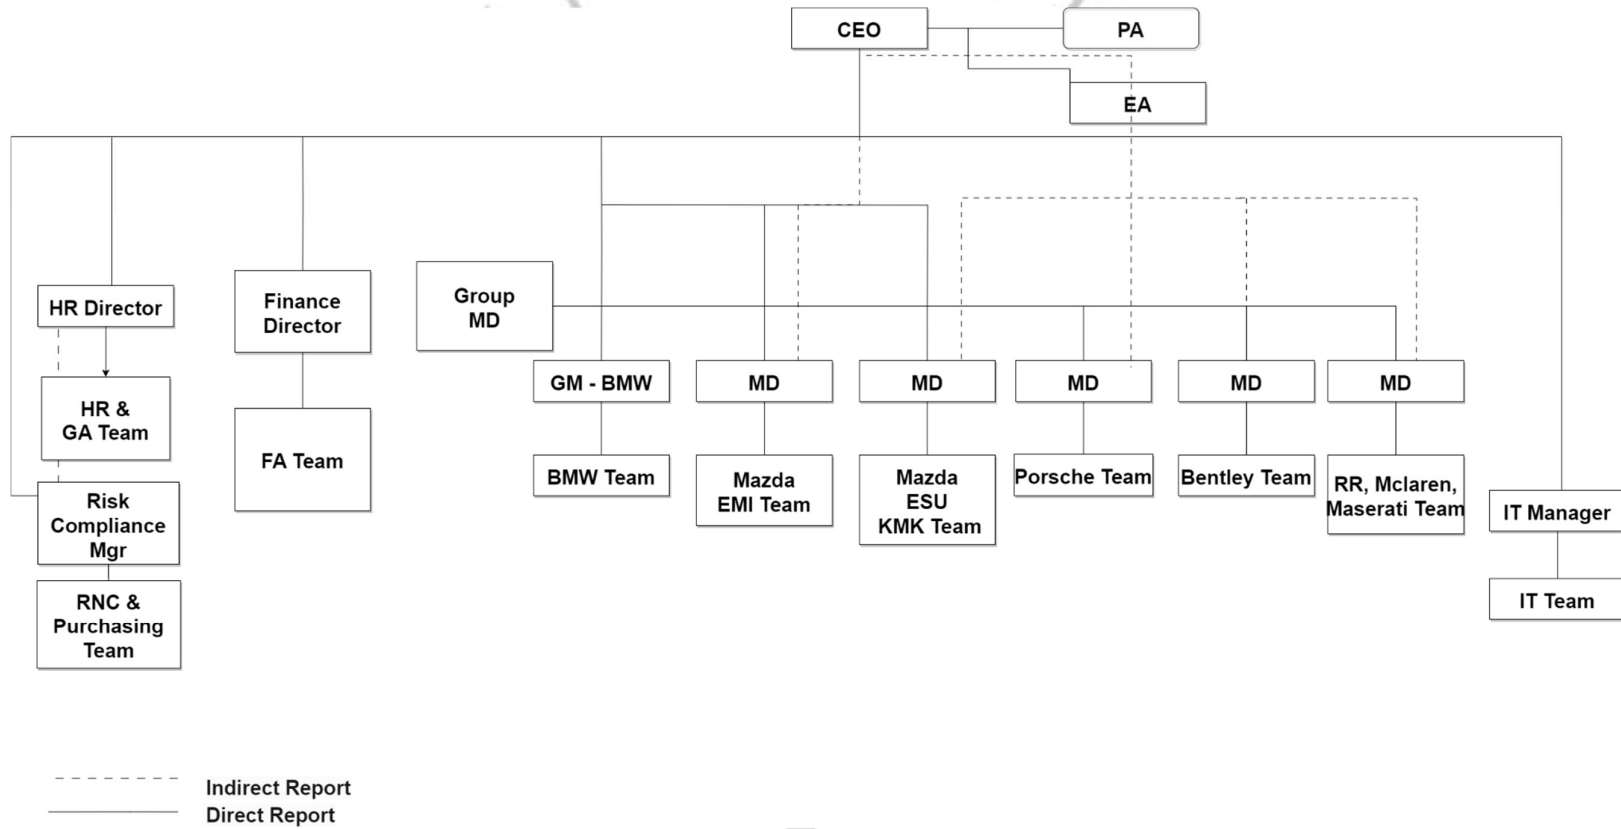 CEO
PA
EA
HR Director
Finance
Director
Group
MD
GM - BMW
MD
MD
MD
MD
MD
HR &
GA Team
FA Team
BMW Team
Mazda
EMI Team
Mazda
ESU
KMK Team
Porsche Team
Bentley Team
RR, Mclaren,
Maserati Team
Risk
Compliance
Mgr
IT Manager
RNC &
Purchasing
Team
IT Team
Indirect Report
Direct Report